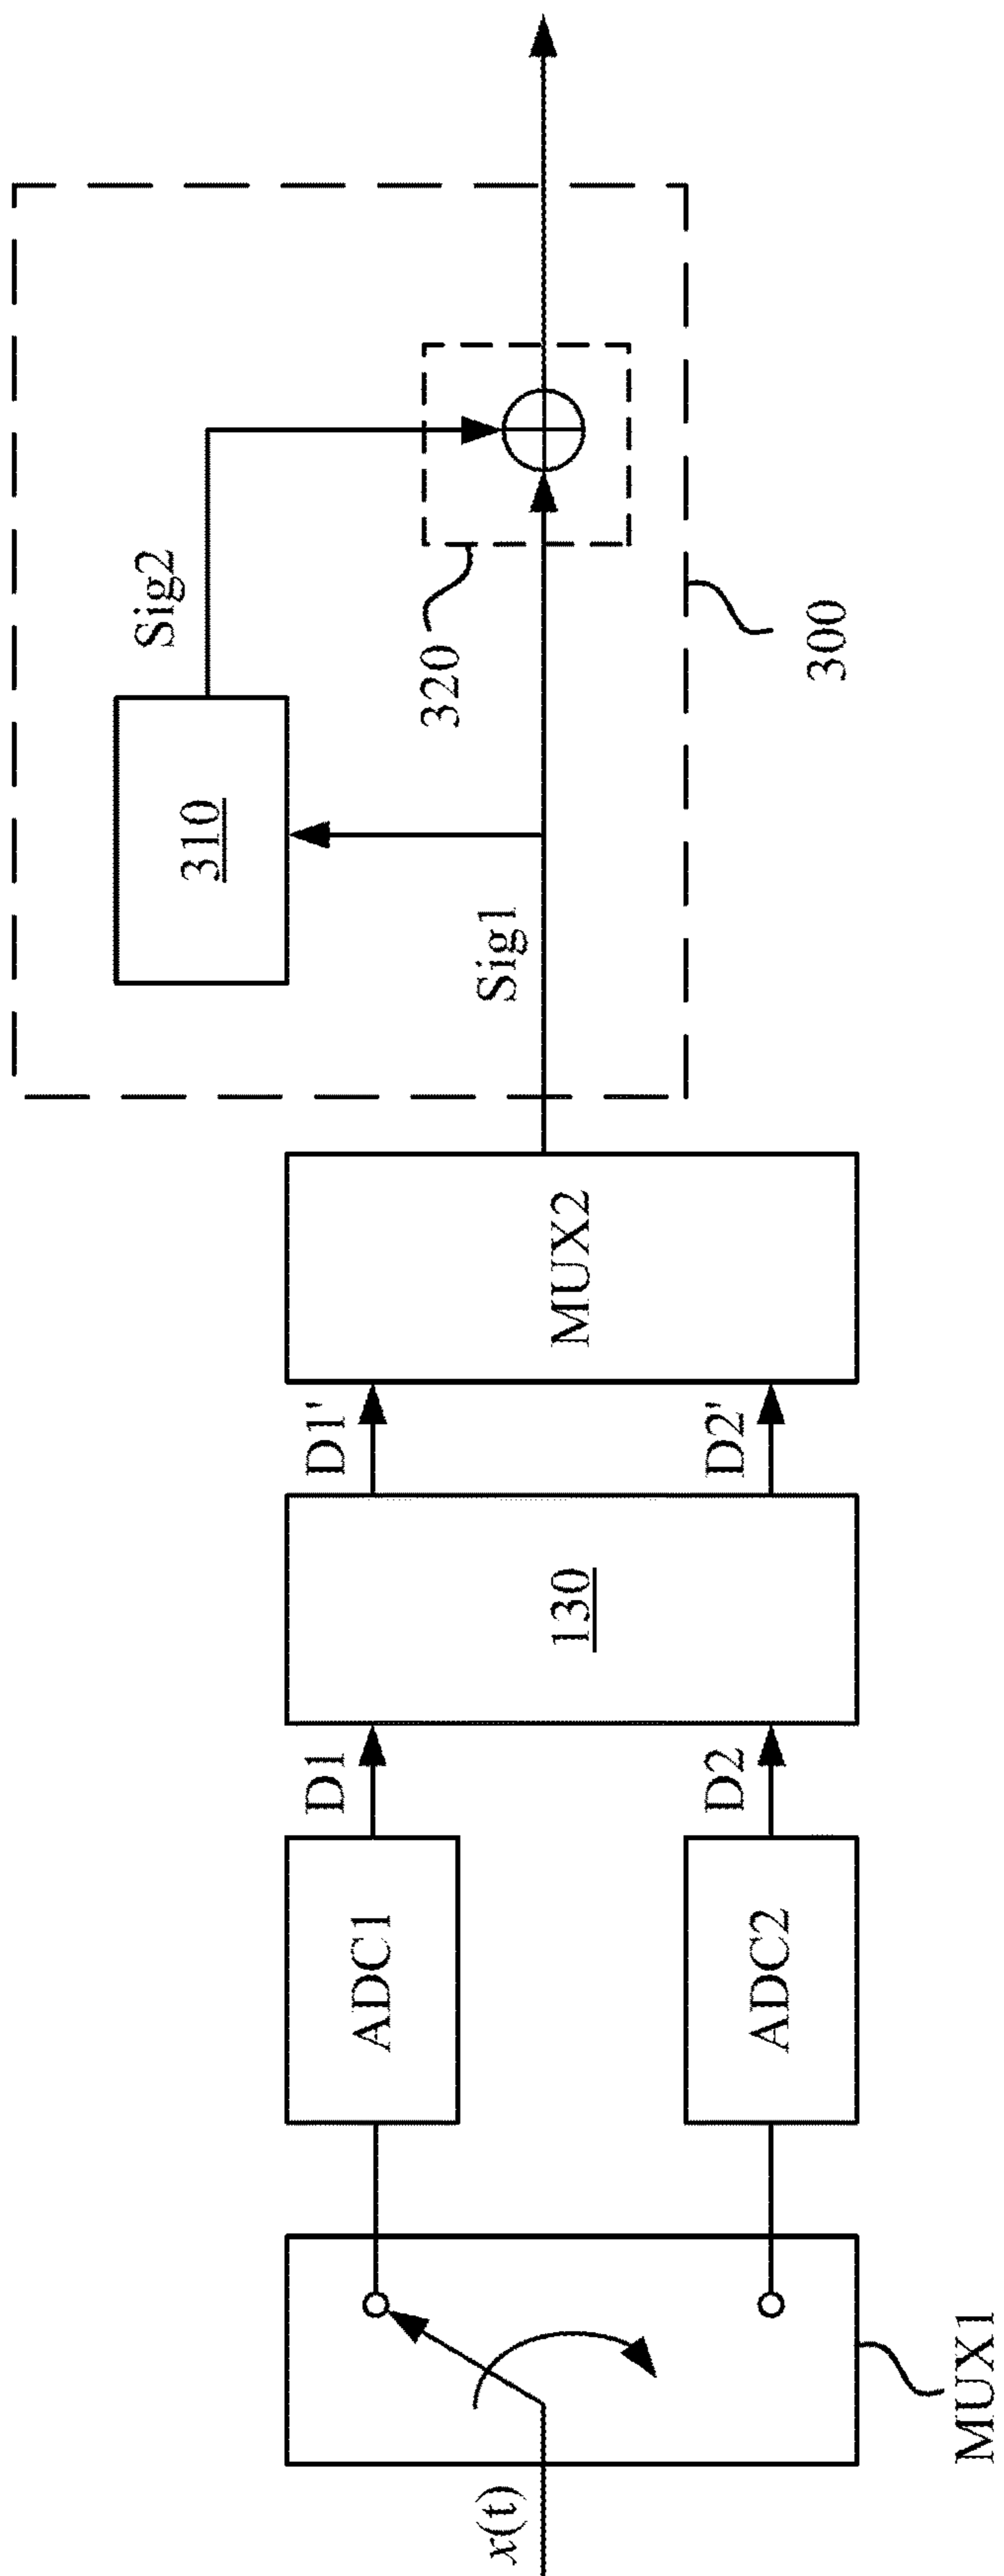 x(t)
MUX1
ADC1
ADC2
D1
D2
130
D1'
D2'
MUX2
Sig1
310
Sig2
320
300